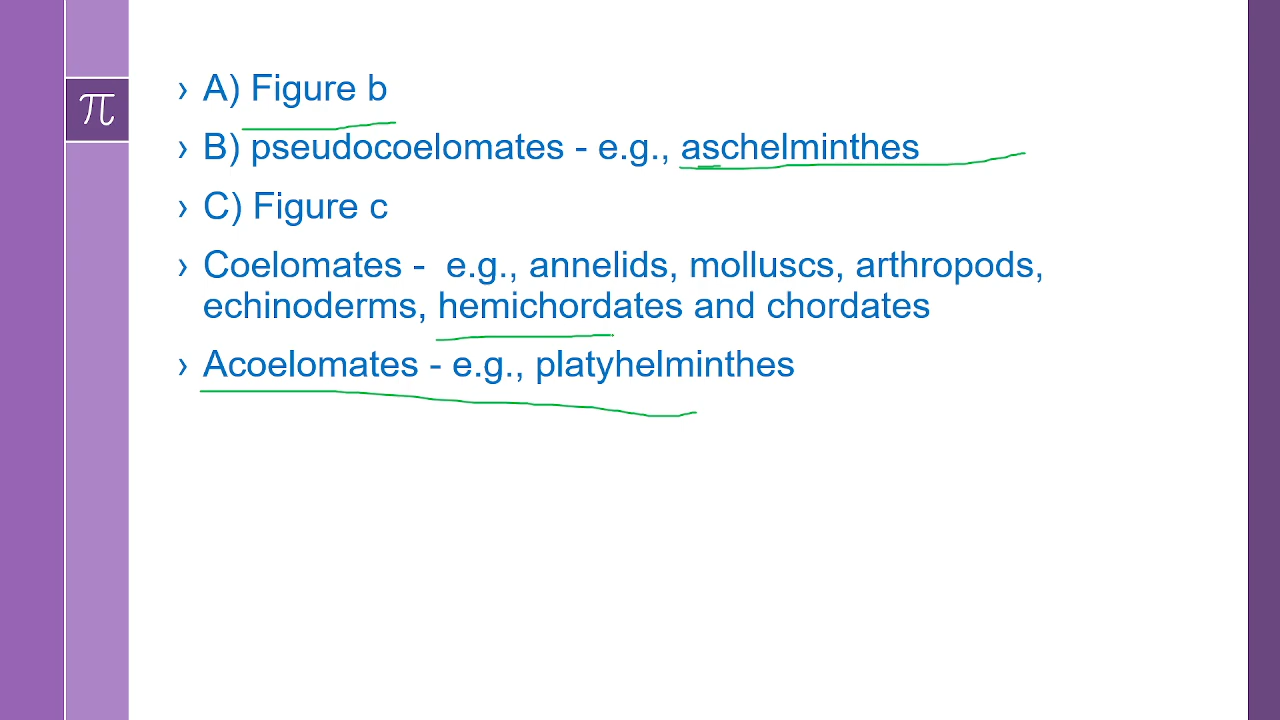 π
› A) Figure b
› B) pseudocoelomates - e.g., aschelminthes
› C) Figure c
› Coelomates - e.g., annelids, molluscs, arthropods,
echinoderms, hemichordates and chordates
› Acoelomates - e.g., platyhelminthes